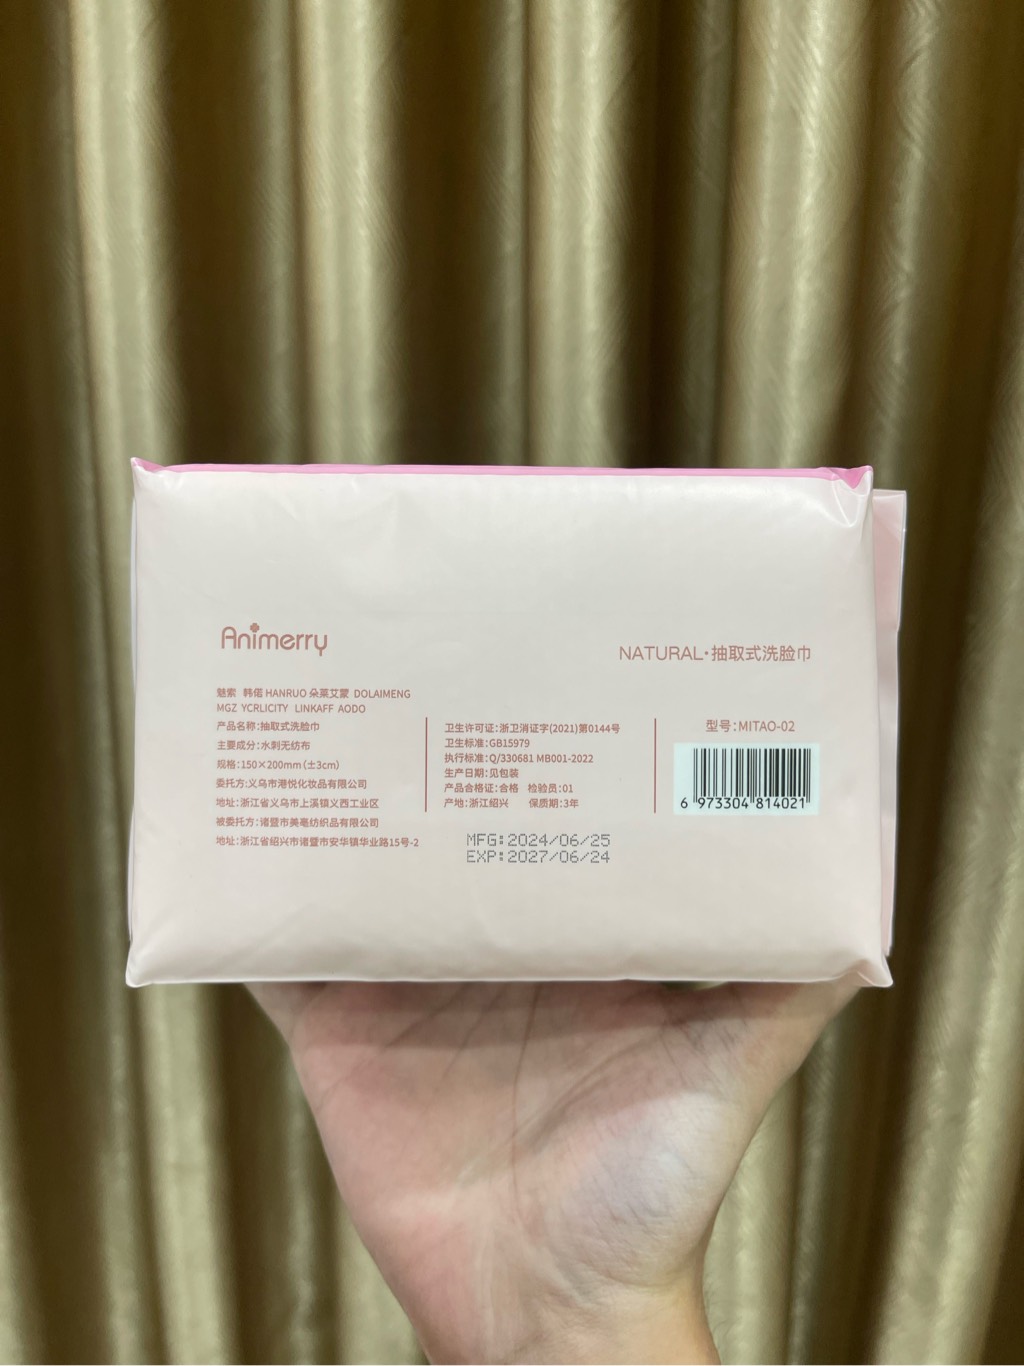 Animerry
NATURAL·抽取式洗脸巾
魅索 韩偌 HANRUO 朵莱艾蒙 DOLAIMENG
MGZ YCRLICITY LINKAFF AODO
产品名称:抽取式洗脸巾
主要成分:水刺无纺布
规格:150×200mm(±3cm)
委托方:义乌市港悦化妆品有限公司
地址:浙江省义乌市上溪镇义西工业区
被委托方:诸暨市美亳纺织品有限公司
地址:浙江省绍兴市诸暨市安华镇华业路15号-2
卫生许可证:浙卫消证字(2021)第0144号
卫生标准:GB15979
执行标准:Q/330681 MB001-2022
生产日期:见包装
产品合格证:合格 检验员:01
产地:浙江绍兴 保质期:3年
MFG:2024/06/25
EXP:2027/06/24
型号:MITAO-02
6 973304 814021